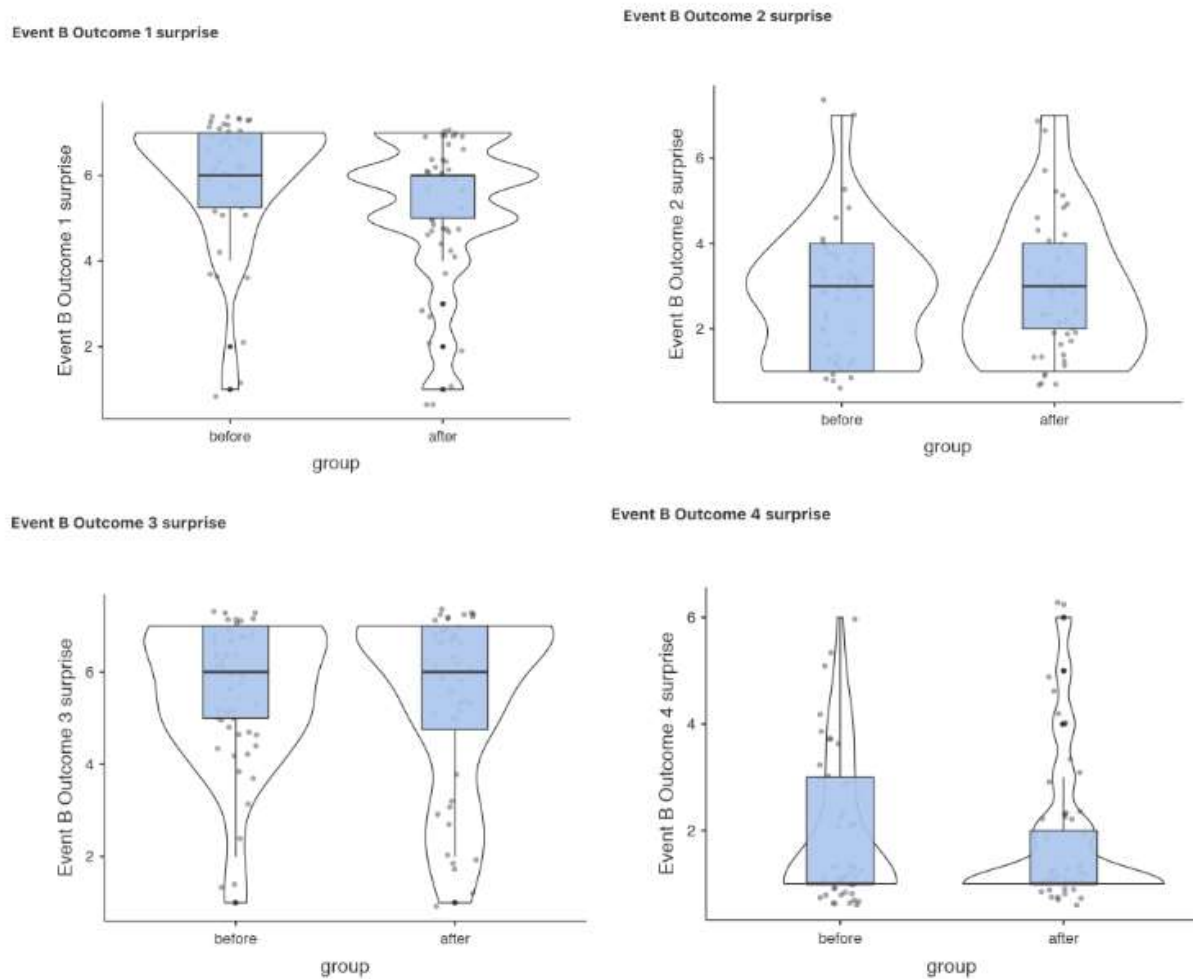 Event B Outcome 1 surprise
Event B Outcome 1 surprise
6
4
2
before
after
group
Event B Outcome 2 surprise
Event B Outcome 2 surprise
6
4
2
before
after
group
Event B Outcome 3 surprise
Event B Outcome 3 surprise
6
4
2
before
after
group
Event B Outcome 4 surprise
Event B Outcome 4 surprise
6
4
2
before
after
group